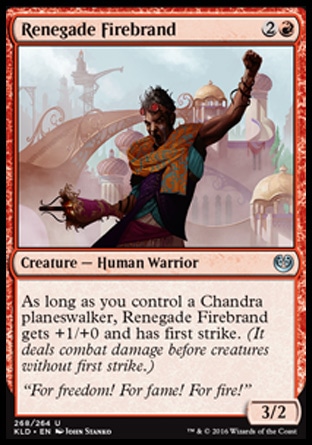 Renegade Firebrand 2
Creature — Human Warrior
As long as you control a Chandra
planeswalker, Renegade Firebrand
gets +1/+0 and has first strike. (It
deals combat damage before creatures
without first strike.)
“For freedom! For fame! For fire!”
3/2
268/264 U
KLD • EN John Stanko
™ & © 2016 Wizards of the Coast